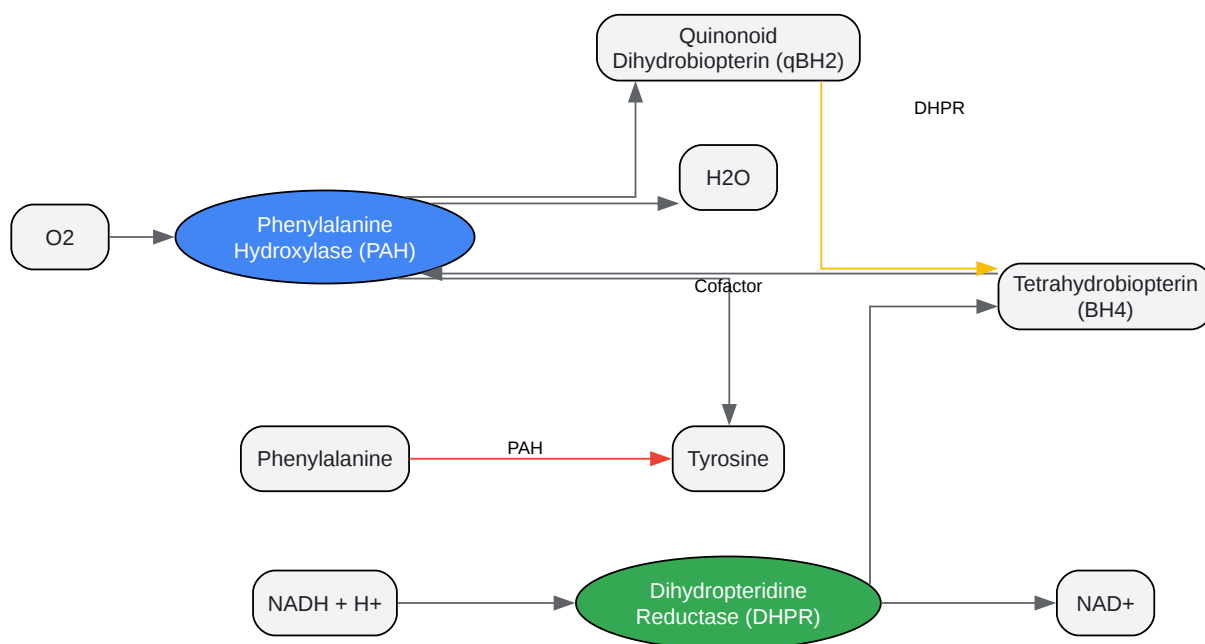 Quinonoid
Dihydrobiopterin (qBH2)
DHPR
H2O
Phenylalanine
Hydroxylase (PAH)
O2
Cofactor
Tetrahydrobiopterin
(BH4)
Phenylalanine
PAH
Tyrosine
NADH + H+
Dihydropteridine
Reductase (DHPR)
NAD+